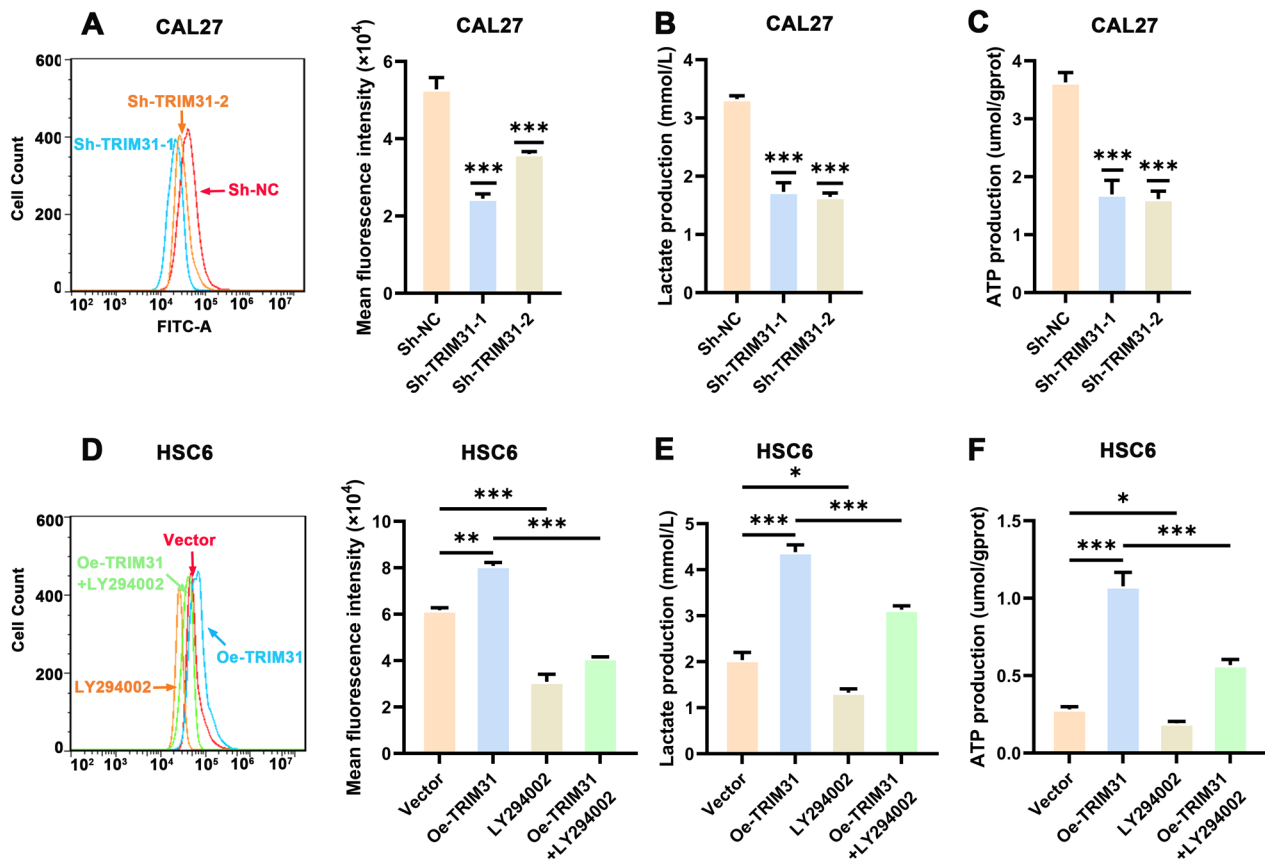 A
CAL27
600
400
200
0
Cell Count
Sh-TRIM31-2
Sh-TRIM31-1
Sh-NC
10² 10³ 10⁴ 10⁵ 10⁶ 10⁷
FITC-A
CAL27
Mean fluorescence intensity (×10⁴)
6
4
2
0
***
***
Sh-NC
Sh-TRIM31-1
Sh-TRIM31-2
B
CAL27
Lactate production (mmol/L)
4
3
2
1
0
***
***
Sh-NC
Sh-TRIM31-1
Sh-TRIM31-2
C
CAL27
ATP production (umol/gprot)
4
3
2
1
0
***
***
Sh-NC
Sh-TRIM31-1
Sh-TRIM31-2
D
HSC6
600
400
200
0
Cell Count
Vector
Oe-TRIM31
+LY294002
Oe-TRIM31
LY294002
10² 10³ 10⁴ 10⁵ 10⁶ 10⁷
FITC-A
HSC6
Mean fluorescence intensity (×10⁴)
10
8
6
4
2
0
***
**
***
Vector
Oe-TRIM31
LY294002
Oe-TRIM31
+LY294002
E
HSC6
Lactate production (mmol/L)
5
4
3
2
1
0
*
***
***
Vector
Oe-TRIM31
LY294002
Oe-TRIM31
+LY294002
F
HSC6
ATP production (umol/gprot)
1.5
1.0
0.5
0.0
*
***
***
Vector
Oe-TRIM31
LY294002
Oe-TRIM31
+LY294002